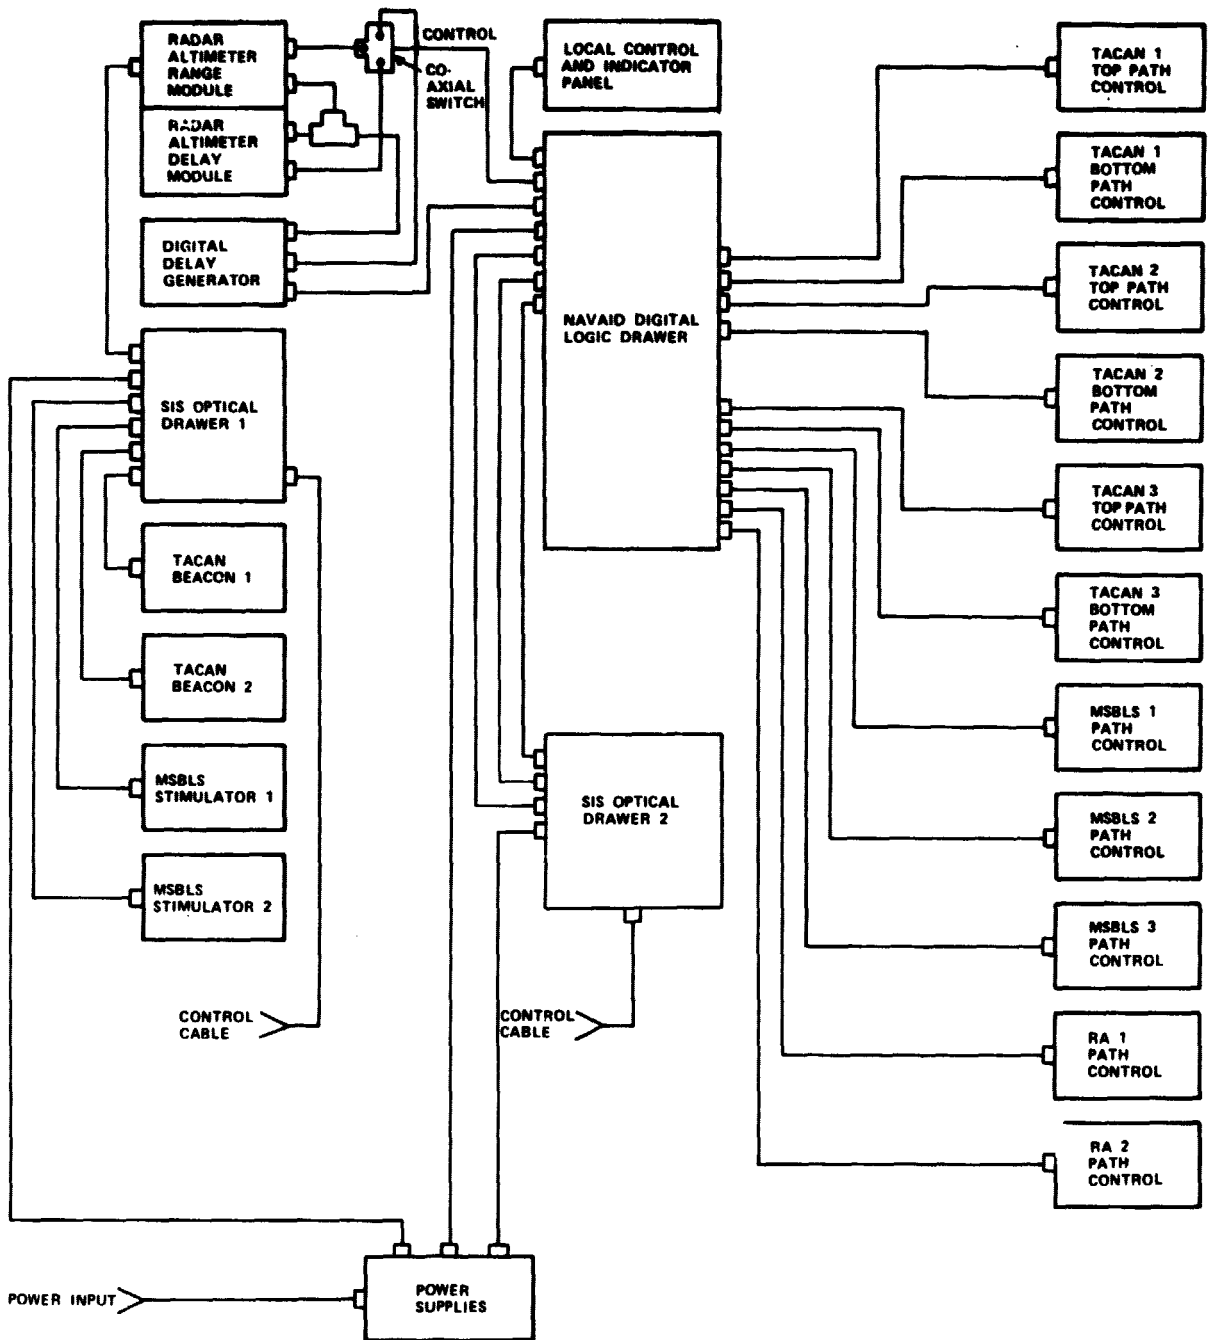 RADAR
ALTIMETER
RANGE
MODULE
RADAR
ALTIMETER
DELAY
MODULE
CONTROL
CO-
AXIAL
SWITCH
DIGITAL
DELAY
GENERATOR
SIS OPTICAL
DRAWER 1
TACAN
BEACON 1
TACAN
BEACON 2
MSBLS
STIMULATOR 1
MSBLS
STIMULATOR 2
CONTROL
CABLE
LOCAL CONTROL
AND INDICATOR
PANEL
NAVAID DIGITAL
LOGIC DRAWER
SIS OPTICAL
DRAWER 2
CONTROL
CABLE
TACAN 1
TOP PATH
CONTROL
TACAN 1
BOTTOM
PATH
CONTROL
TACAN 2
TOP PATH
CONTROL
TACAN 2
BOTTOM
PATH
CONTROL
TACAN 3
TOP PATH
CONTROL
TACAN 3
BOTTOM
PATH
CONTROL
MSBLS 1
PATH
CONTROL
MSBLS 2
PATH
CONTROL
MSBLS 3
PATH
CONTROL
RA 1
PATH
CONTROL
RA 2
PATH
CONTROL
POWER INPUT
POWER
SUPPLIES